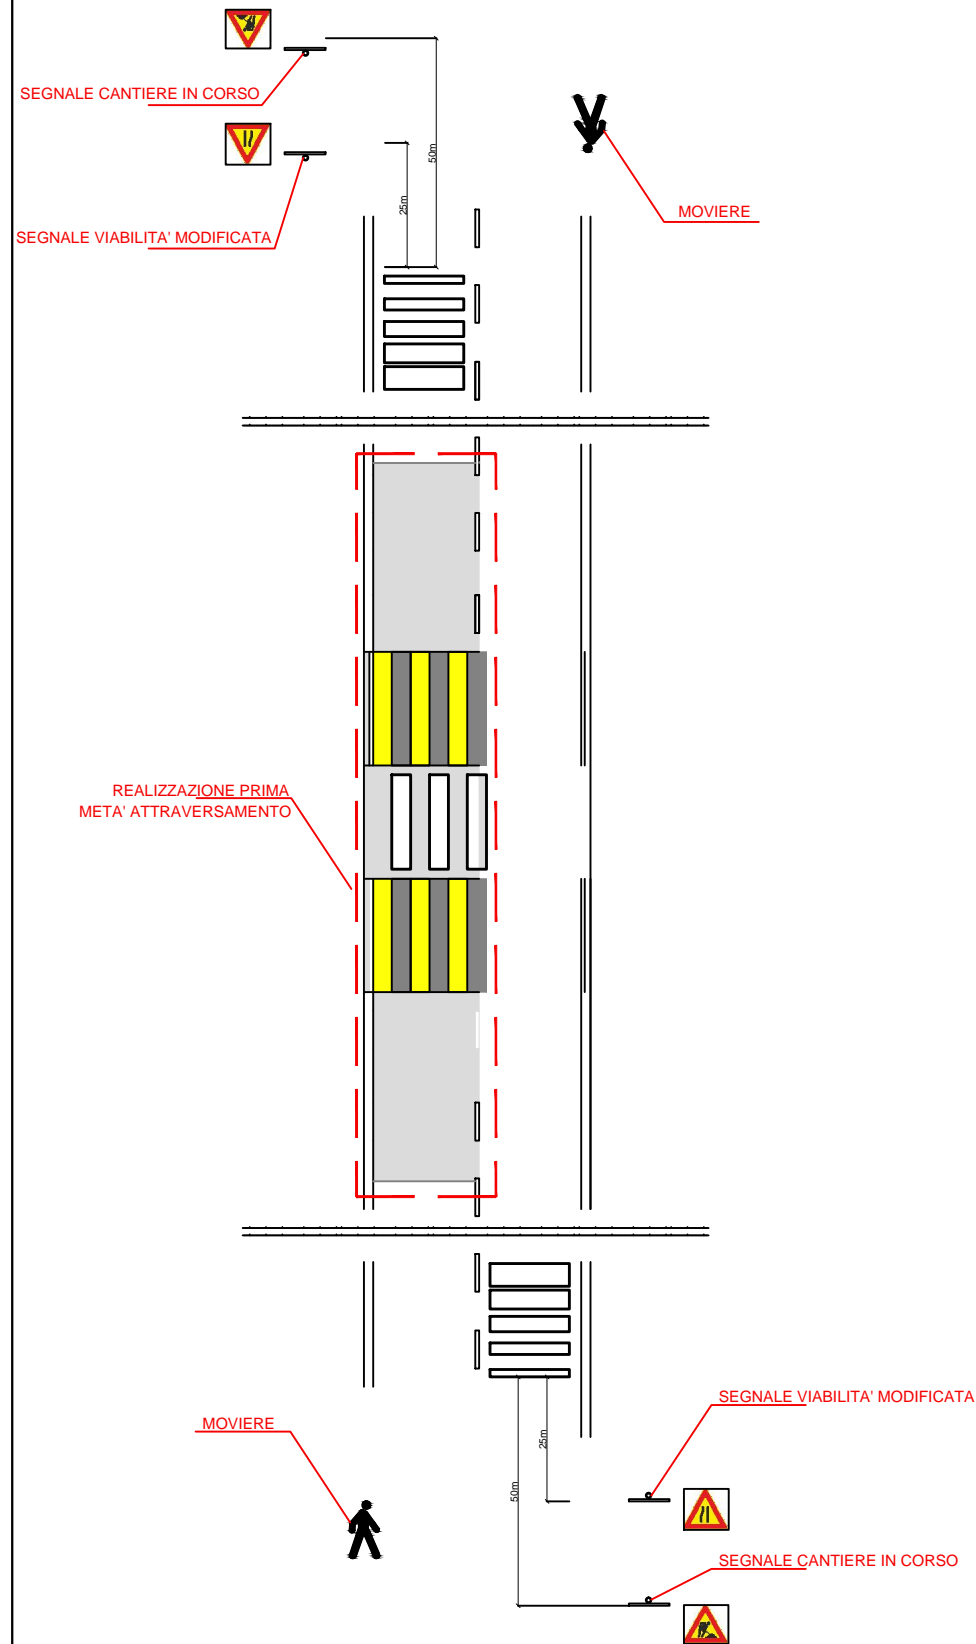 SEGNALE CANTIERE IN CORSO
50m
25m
MOVIERE
SEGNALE VIABILITA' MODIFICATA
REALIZZAZIONE PRIMA
META' ATTRAVERSAMENTO
SEGNALE VIABILITA' MODIFICATA
MOVIERE
25m
50m
SEGNALE CANTIERE IN CORSO